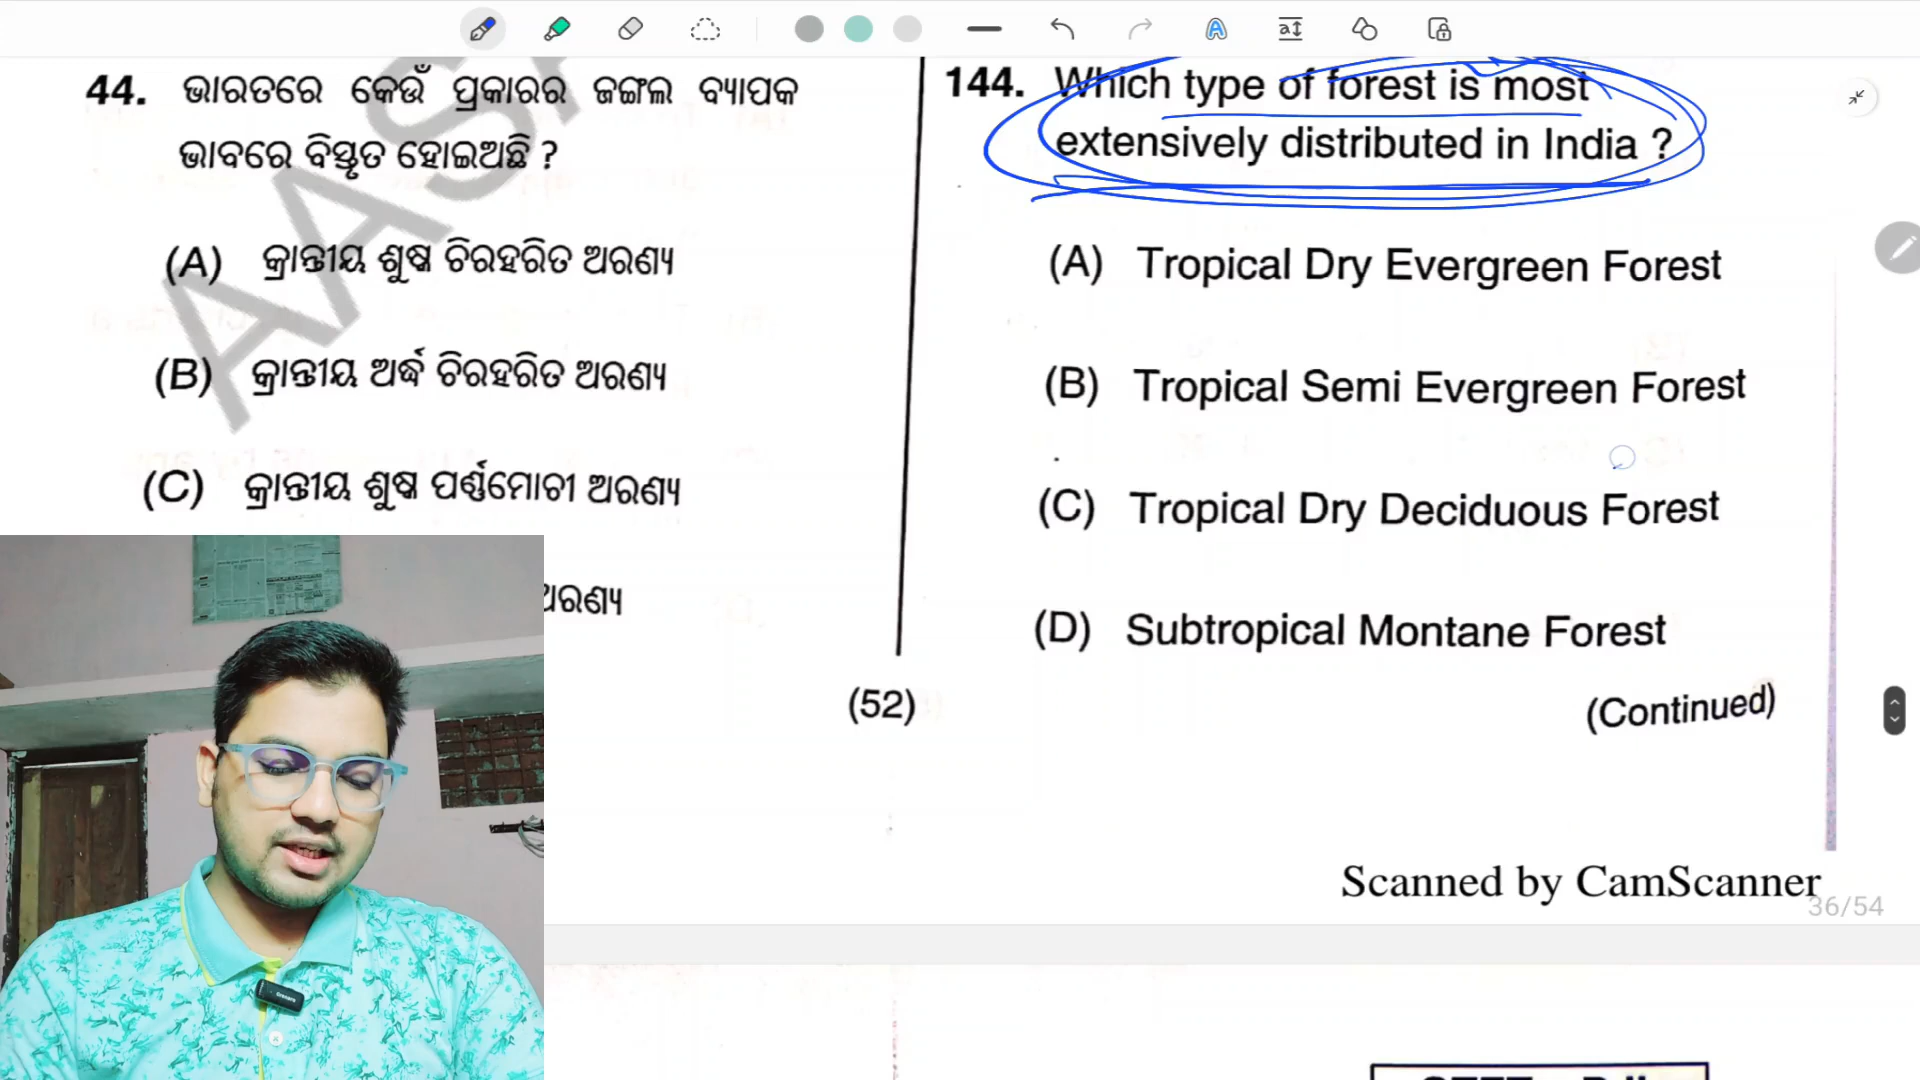 44. ଭାରତରେ କେଉଁ ପ୍ରକାରର ଜଙ୍ଗଲ ବ୍ୟାପକ
ଭାବରେ ବିସ୍ତୃତ ହୋଇଅଛି ?
(A) କ୍ରାନ୍ତୀୟ ଶୁଷ୍କ ଚିରହରିତ ଅରଣ୍ୟ
(B) କ୍ରାନ୍ତୀୟ ଅର୍ଦ୍ଧ ଚିରହରିତ ଅରଣ୍ୟ
(C) କ୍ରାନ୍ତୀୟ ଶୁଷ୍କ ପର୍ଣ୍ଣମୋଚୀ ଅରଣ୍ୟ
ଅରଣ୍ୟ
144. Which type of forest is most
extensively distributed in India ?
(A) Tropical Dry Evergreen Forest
(B) Tropical Semi Evergreen Forest
(C) Tropical Dry Deciduous Forest
(D) Subtropical Montane Forest
(52)
(Continued)
Scanned by CamScanner
36/54